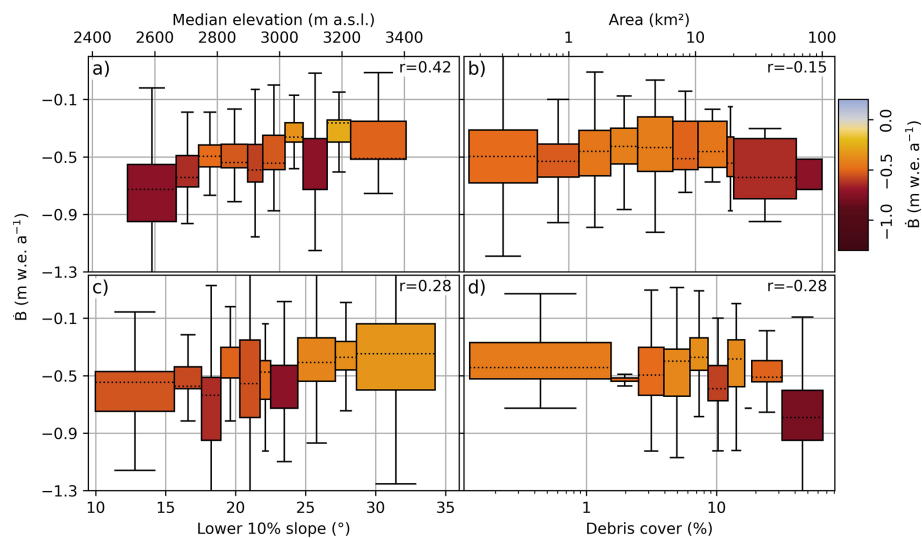 Median elevation (m a.s.l.)
Area (km²)
2400 2600 2800 3000 3200 3400
1 10 100
a) r=0.42
b) r=−0.15
−0.1
−0.5
−0.9
−1.3
0.0
−0.5
−1.0
Ḃ (m w.e. a⁻¹)
c) r=0.28
d) r=−0.28
−0.1
−0.5
−0.9
−1.3
Ḃ (m w.e. a⁻¹)
10 15 20 25 30 35
1 10
Lower 10% slope (°)
Debris cover (%)